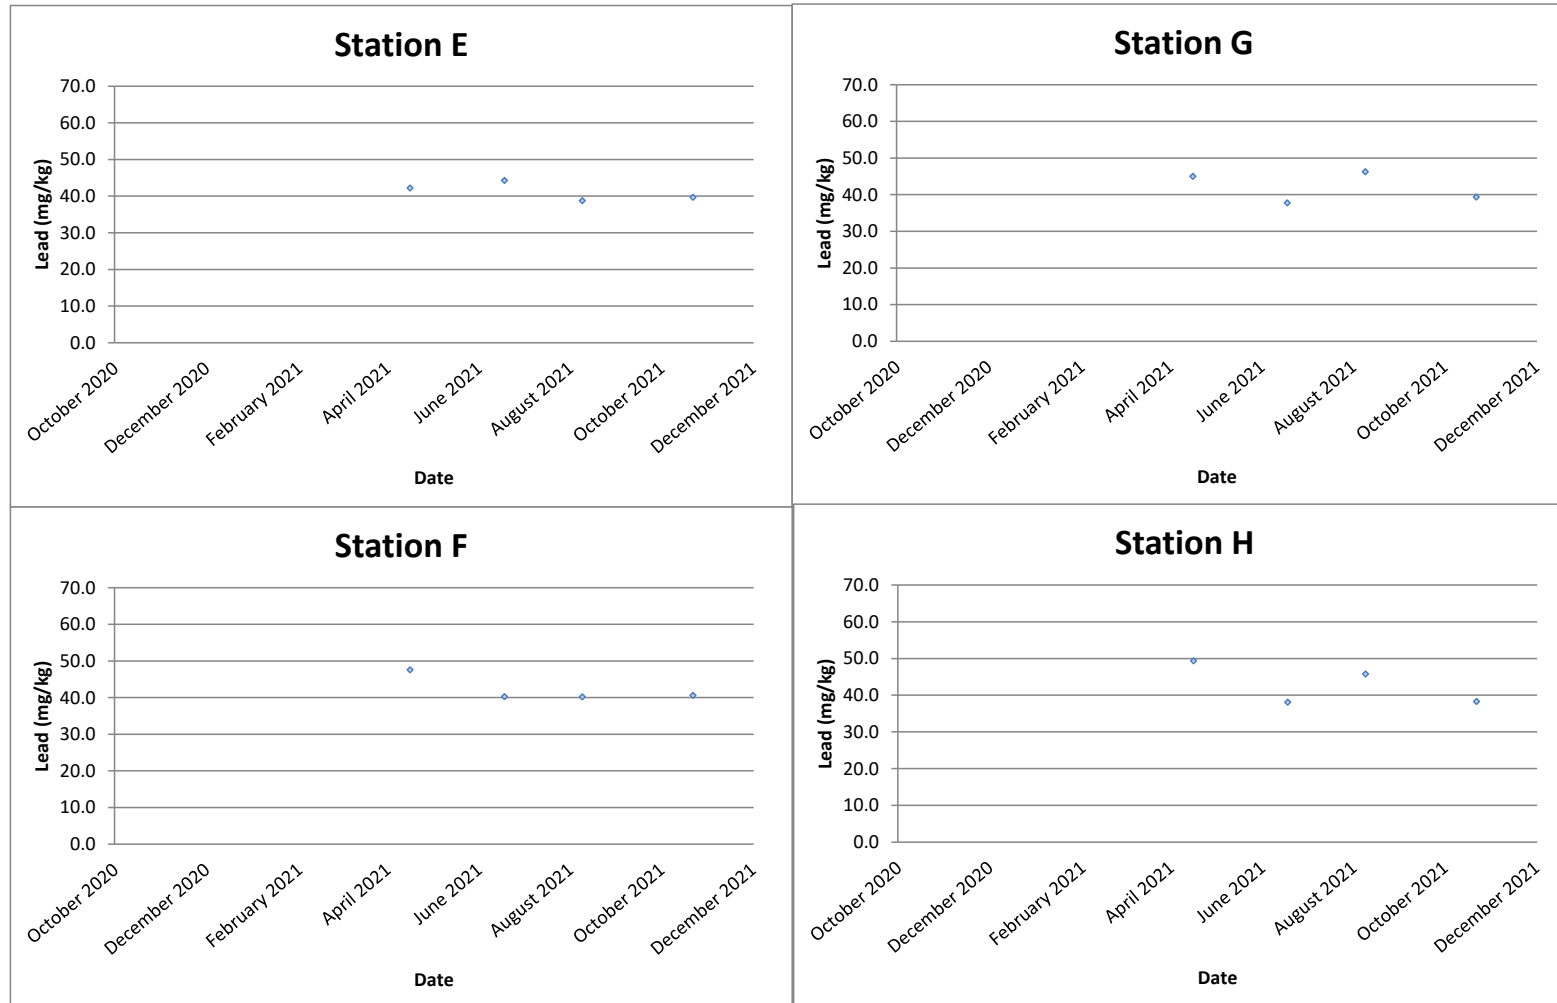 Station E
70.0
60.0
50.0
40.0
30.0
20.0
10.0
0.0
Lead (mg/kg)
October 2020
December 2020
February 2021
April 2021
June 2021
August 2021
October 2021
December 2021
Date
Station G
70.0
60.0
50.0
40.0
30.0
20.0
10.0
0.0
Lead (mg/kg)
October 2020
December 2020
February 2021
April 2021
June 2021
August 2021
October 2021
December 2021
Date
Station F
70.0
60.0
50.0
40.0
30.0
20.0
10.0
0.0
Lead (mg/kg)
October 2020
December 2020
February 2021
April 2021
June 2021
August 2021
October 2021
December 2021
Date
Station H
70.0
60.0
50.0
40.0
30.0
20.0
10.0
0.0
Lead (mg/kg)
October 2020
December 2020
February 2021
April 2021
June 2021
August 2021
October 2021
December 2021
Date